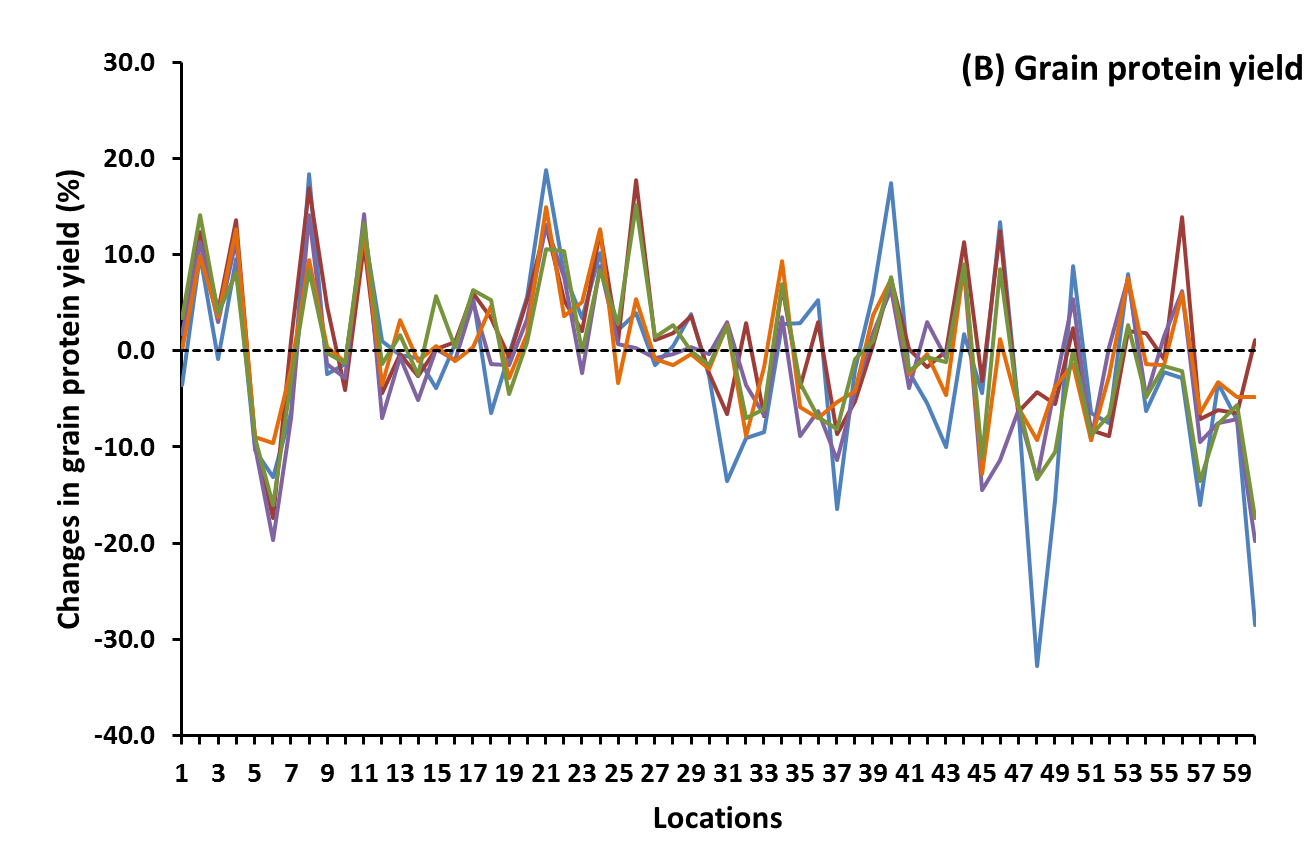 (B) Grain protein yield
30.0
20.0
10.0
0.0
-10.0
-20.0
-30.0
-40.0
Changes in grain protein yield (%)
1 3 5 7 9 11 13 15 17 19 21 23 25 27 29 31 33 35 37 39 41 43 45 47 49 51 53 55 57 59
Locations